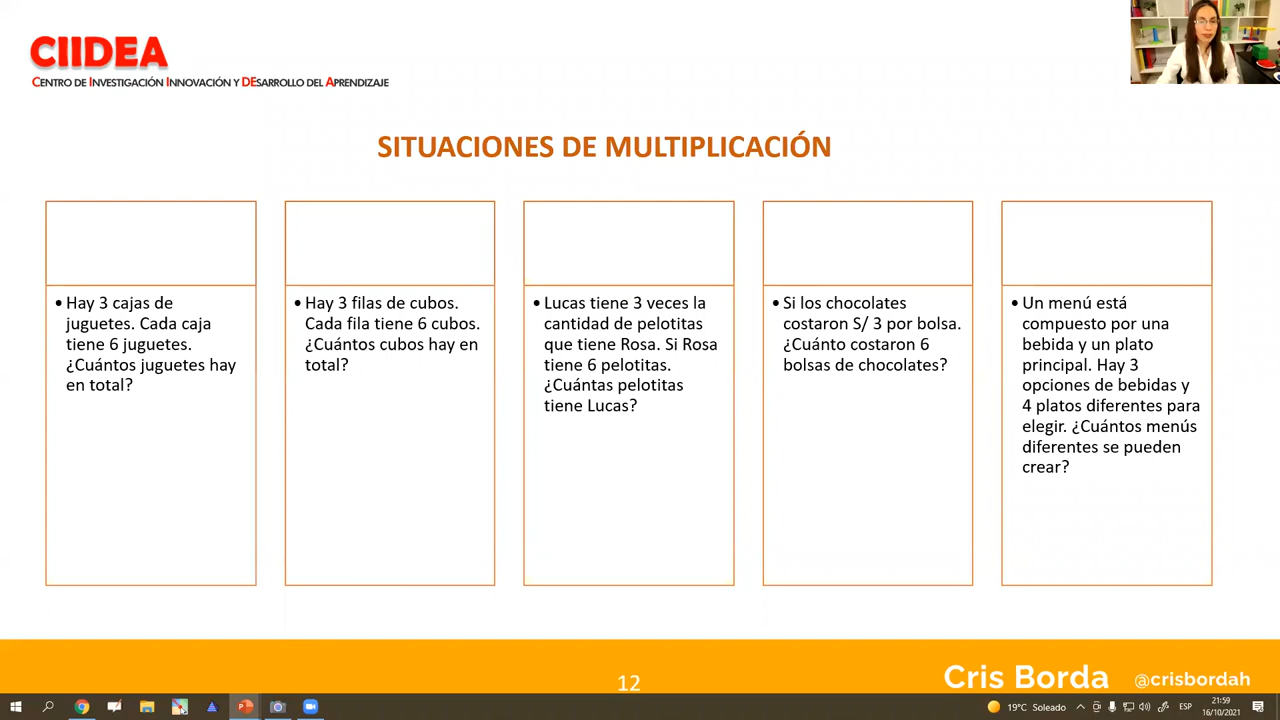 CIIDEA
CENTRO DE INVESTIGACIÓN INNOVACIÓN Y DESARROLLO DEL APRENDIZAJE
SITUACIONES DE MULTIPLICACIÓN
• Hay 3 cajas de
juguetes. Cada caja
tiene 6 juguetes.
¿Cuántos juguetes hay
en total?
• Hay 3 filas de cubos.
Cada fila tiene 6 cubos.
¿Cuántos cubos hay en
total?
• Lucas tiene 3 veces la
cantidad de pelotitas
que tiene Rosa. Si Rosa
tiene 6 pelotitas.
¿Cuántas pelotitas
tiene Lucas?
• Si los chocolates
costaron S/ 3 por bolsa.
¿Cuánto costaron 6
bolsas de chocolates?
• Un menú está
compuesto por una
bebida y un plato
principal. Hay 3
opciones de bebidas y
4 platos diferentes para
elegir. ¿Cuántos menús
diferentes se pueden
crear?
12
Cris Borda @crisbordah
19°C Soleado
ESP
21:59
16/10/2021